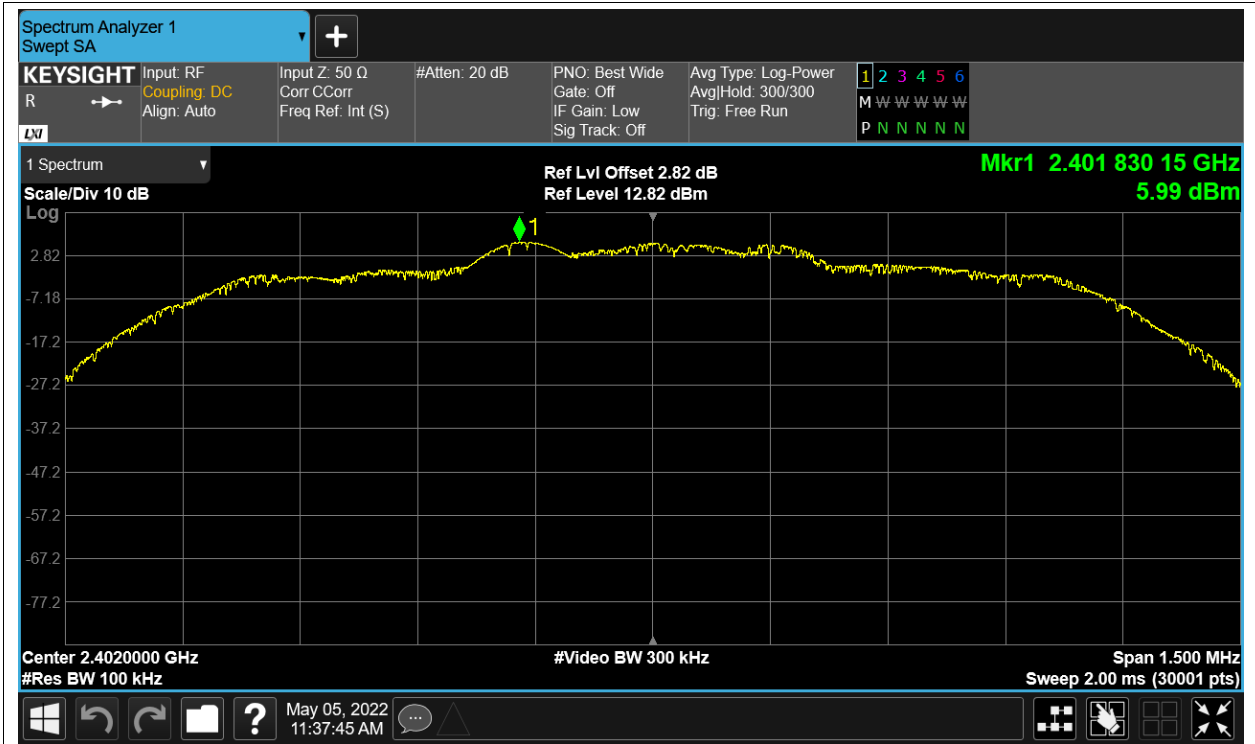 Spectrum Analyzer 1
Swept SA
+
KEYSIGHT
R
LXI
Input: RF
Coupling: DC
Align: Auto
Input Z: 50 Ω
Corr CCorr
Freq Ref: Int (S)
#Atten: 20 dB
PNO: Best Wide
Gate: Off
IF Gain: Low
Sig Track: Off
Avg Type: Log-Power
Avg|Hold: 300/300
Trig: Free Run
1 2 3 4 5 6
M W W W W W
P N N N N N
1 Spectrum
Scale/Div 10 dB
Log
Ref Lvl Offset 2.82 dB
Ref Level 12.82 dBm
Mkr1 2.401 830 15 GHz
5.99 dBm
1
2.82
-7.18
-17.2
-27.2
-37.2
-47.2
-57.2
-67.2
-77.2
Center 2.4020000 GHz
#Res BW 100 kHz
#Video BW 300 kHz
Span 1.500 MHz
Sweep 2.00 ms (30001 pts)
?
May 05, 2022
11:37:45 AM